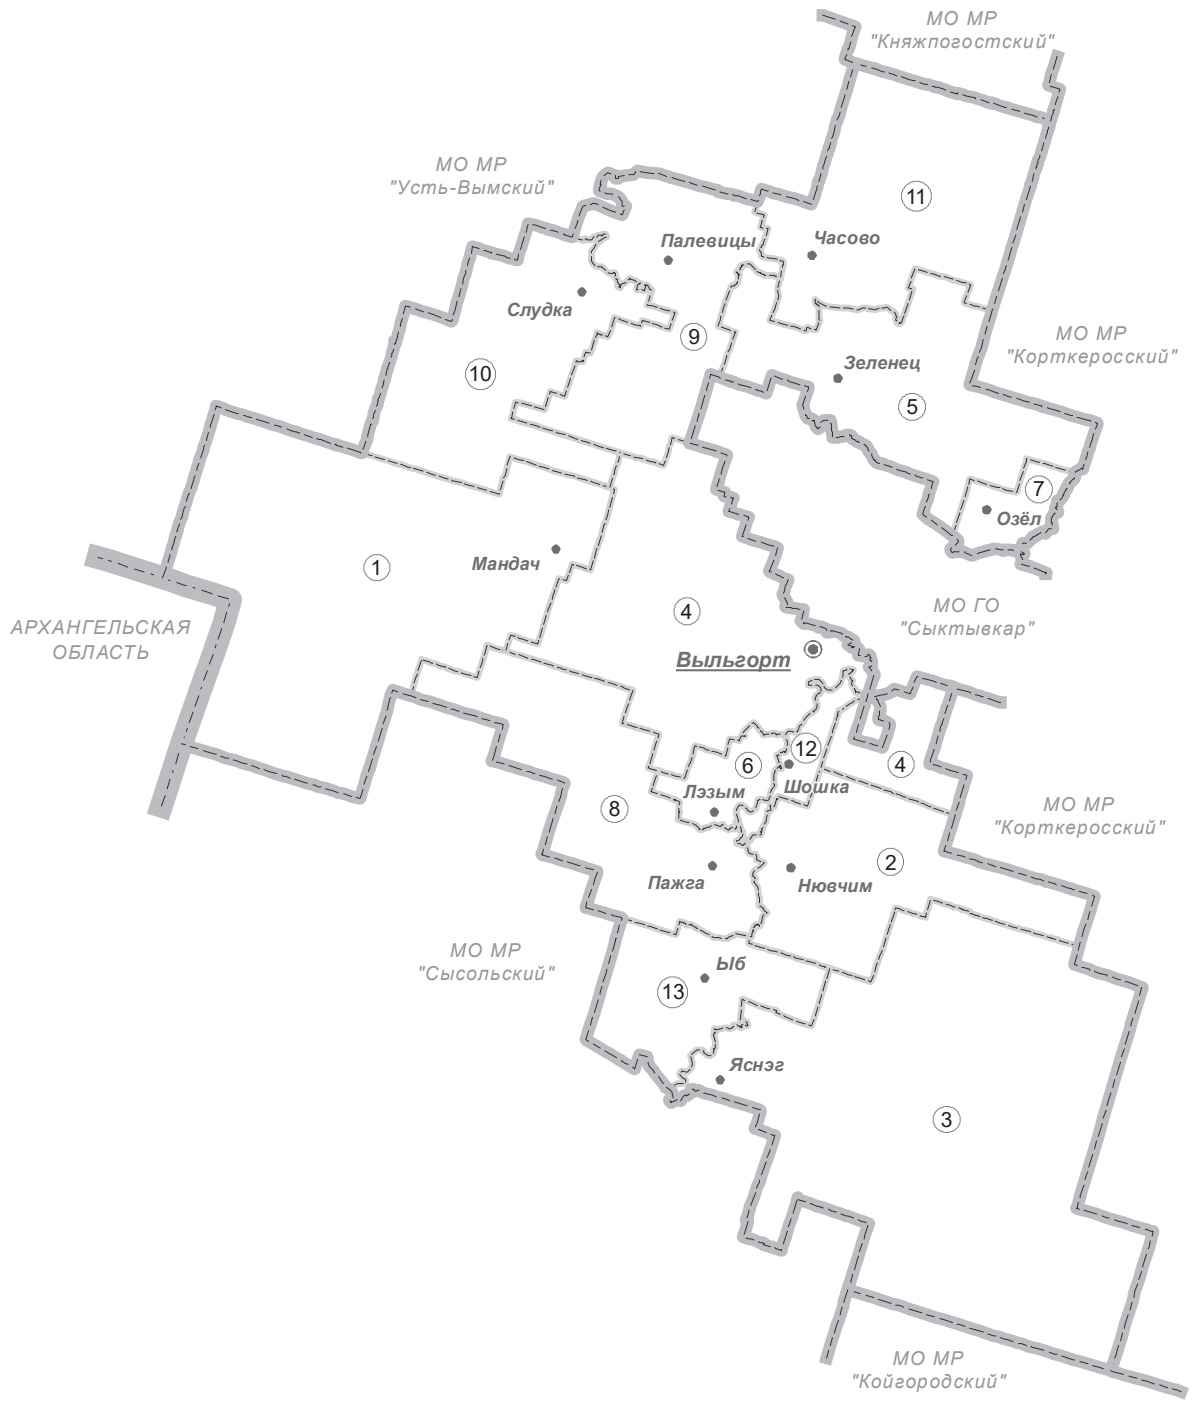 МО МР
"Княжпогостский"
МО МР
"Усть-Вымский"
11
Палевицы
Часово
Слудка
9
МО МР
"Корткеросский"
Зеленец
10
5
7
Озёл
Мандач
1
МО ГО
"Сыктывкар"
4
АРХАНГЕЛЬСКАЯ
ОБЛАСТЬ
Выльгорт
12
6
4
Лэзым
Шошка
8
МО МР
"Корткеросский"
2
Пажга
Нювчим
МО МР
"Сысольский"
Ыб
13
Яснэг
3
МО МР
"Койгородский"